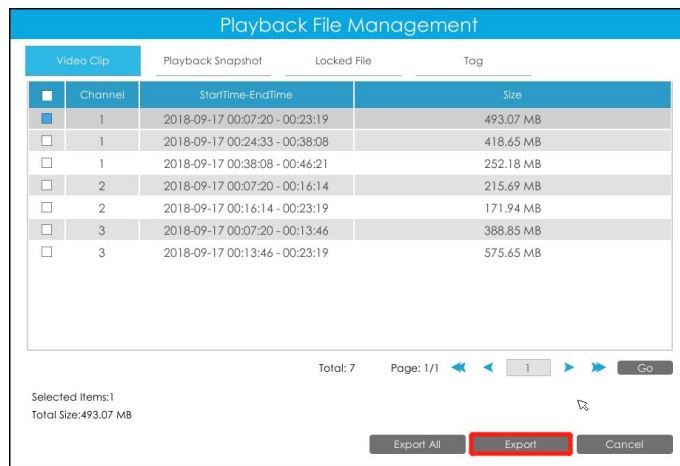 Playback File Management
Video Clip Playback Snapshot Locked File Tag
Channel StartTime-EndTime Size
1 2018-09-17 00:07:20 - 00:23:19 493.07 MB
1 2018-09-17 00:24:33 - 00:38:08 418.65 MB
1 2018-09-17 00:38:08 - 00:46:21 252.18 MB
2 2018-09-17 00:07:20 - 00:16:14 215.69 MB
2 2018-09-17 00:16:14 - 00:23:19 171.94 MB
3 2018-09-17 00:07:20 - 00:13:46 388.85 MB
3 2018-09-17 00:13:46 - 00:23:19 575.65 MB
Total: 7 Page: 1/1 1 Go
Selected Items:1
Total Size:493.07 MB
Export All Export Cancel